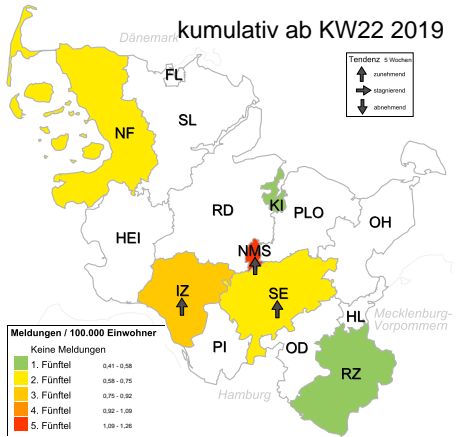 kumulativ ab KW22 2019
Dänemark
Tendenz 5 Wochen
zunehmend
stagnierend
abnehmend
FL
SL
NF
KI
RD
PLO
OH
HEI
NMS
IZ
SE
Mecklenburg-
Vorpommern
HL
PI
OD
RZ
Hamburg
Meldungen / 100.000 Einwohner
Keine Meldungen
1. Fünftel 0,41 - 0,58
2. Fünftel 0,58 - 0,75
3. Fünftel 0,75 - 0,92
4. Fünftel 0,92 - 1,09
5. Fünftel 1,09 - 1,26